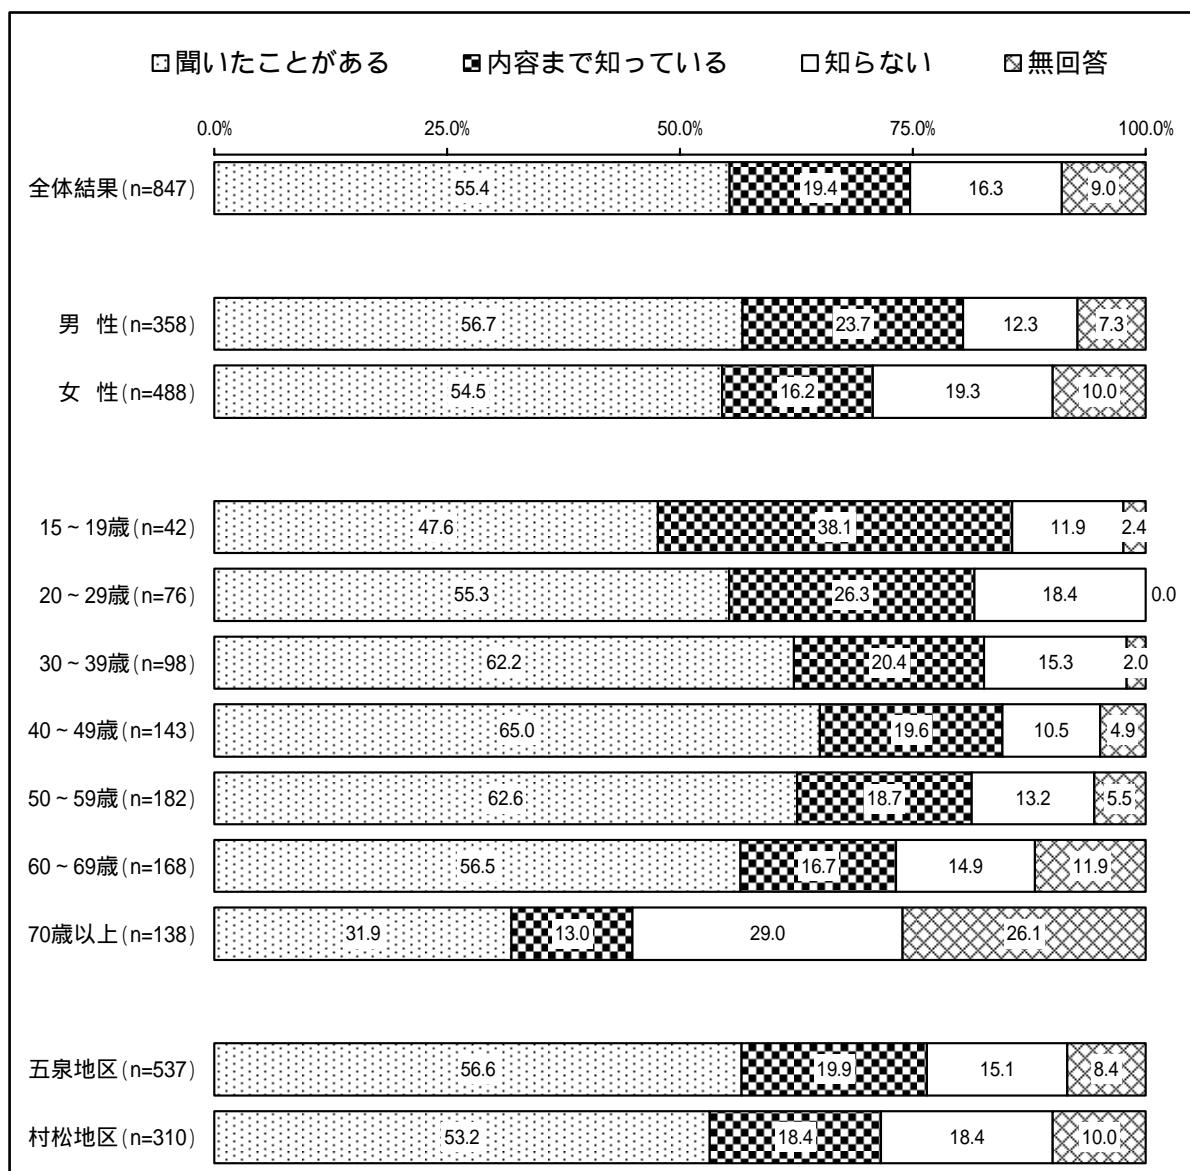 聞いたことがある 内容まで知っている 知らない 無回答
0.0% 25.0% 50.0% 75.0% 100.0%
全体結果(n=847) 55.4 19.4 16.3 9.0
男 性(n=358) 56.7 23.7 12.3 7.3
女 性(n=488) 54.5 16.2 19.3 10.0
15~19歳(n=42) 47.6 38.1 11.9 2.4
20~29歳(n=76) 55.3 26.3 18.4 0.0
30~39歳(n=98) 62.2 20.4 15.3 2.0
40~49歳(n=143) 65.0 19.6 10.5 4.9
50~59歳(n=182) 62.6 18.7 13.2 5.5
60~69歳(n=168) 56.5 16.7 14.9 11.9
70歳以上(n=138) 31.9 13.0 29.0 26.1
五泉地区(n=537) 56.6 19.9 15.1 8.4
村松地区(n=310) 53.2 18.4 18.4 10.0